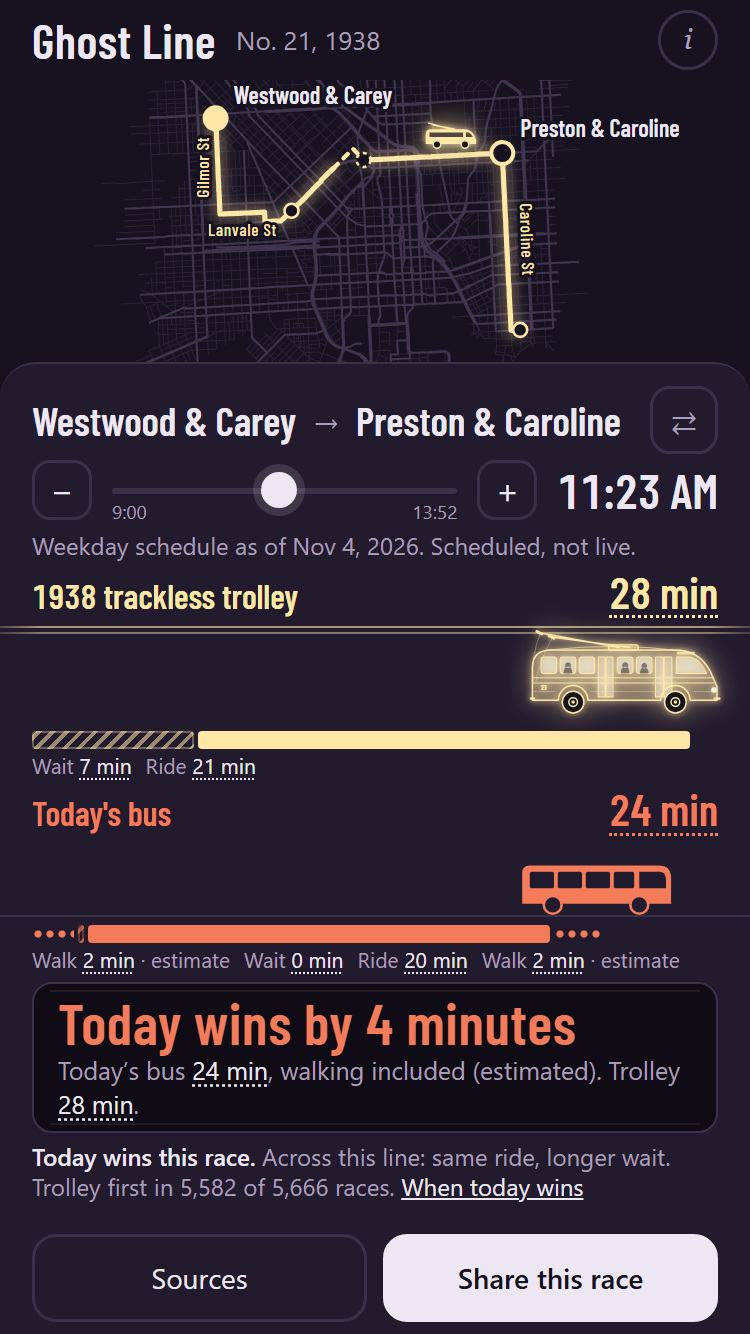 Ghost Line No. 21, 1938 i
Westwood & Carey
Preston & Caroline
Gilmor St
Lanvale St
Caroline St
Westwood & Carey → Preston & Caroline ⇄
− + 11:23 AM
9:00 13:52
Weekday schedule as of Nov 4, 2026. Scheduled, not live.
1938 trackless trolley 28 min
21
Wait 7 min Ride 21 min
Today's bus 24 min
Walk 2 min · estimate Wait 0 min Ride 20 min Walk 2 min · estimate
Today wins by 4 minutes
Today’s bus 24 min, walking included (estimated). Trolley
28 min.
Today wins this race. Across this line: same ride, longer wait.
Trolley first in 5,582 of 5,666 races. When today wins
Sources Share this race